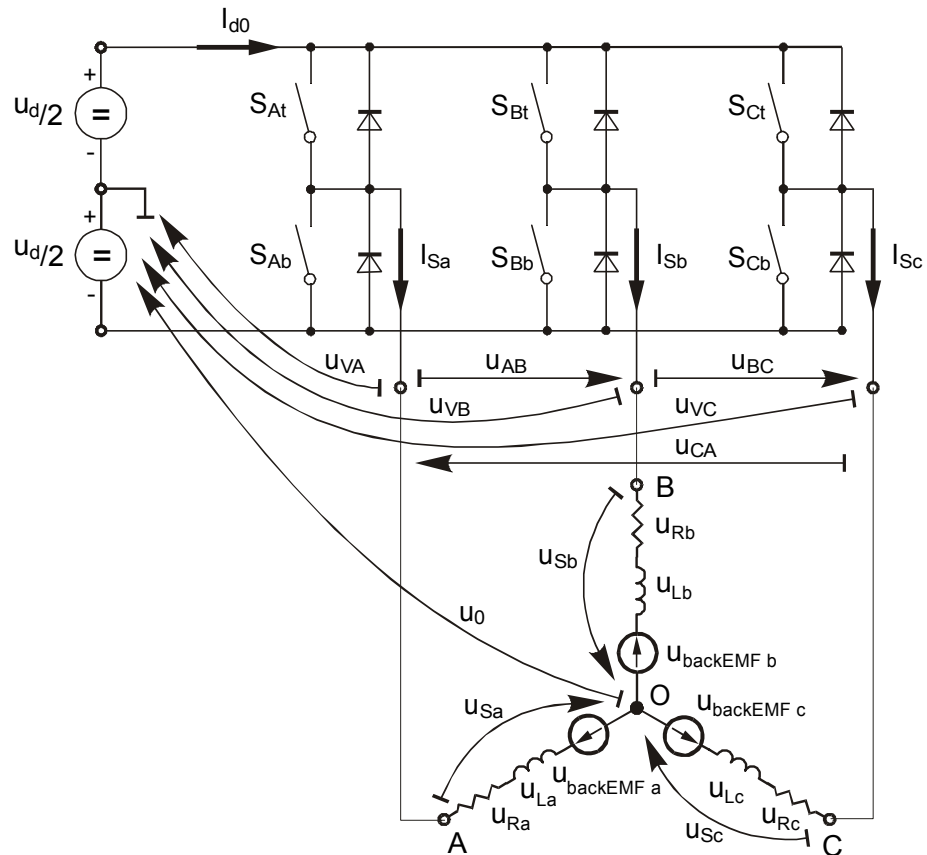 I_d0
+
u_d/2
=
-
S_At
S_Bt
S_Ct
+
u_d/2
=
-
S_Ab
I_Sa
S_Bb
I_Sb
S_Cb
I_Sc
u_VA
u_AB
u_BC
u_VB
u_VC
u_CA
B
u_Rb
u_Sb
u_Lb
u_0
u_backEMF b
O
u_backEMF c
u_Sa
u_backEMF a
u_La
u_Lc
u_Ra
u_Rc
u_Sc
A
C